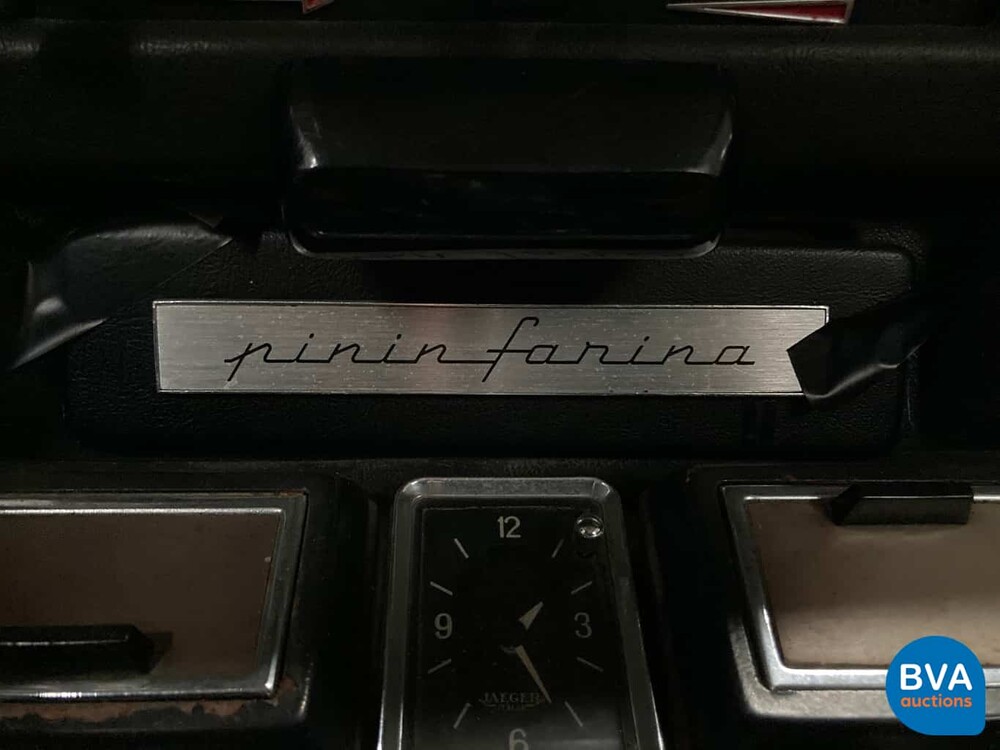 pininfarina
12
9
3
JAEGER
6
BVA
auctions